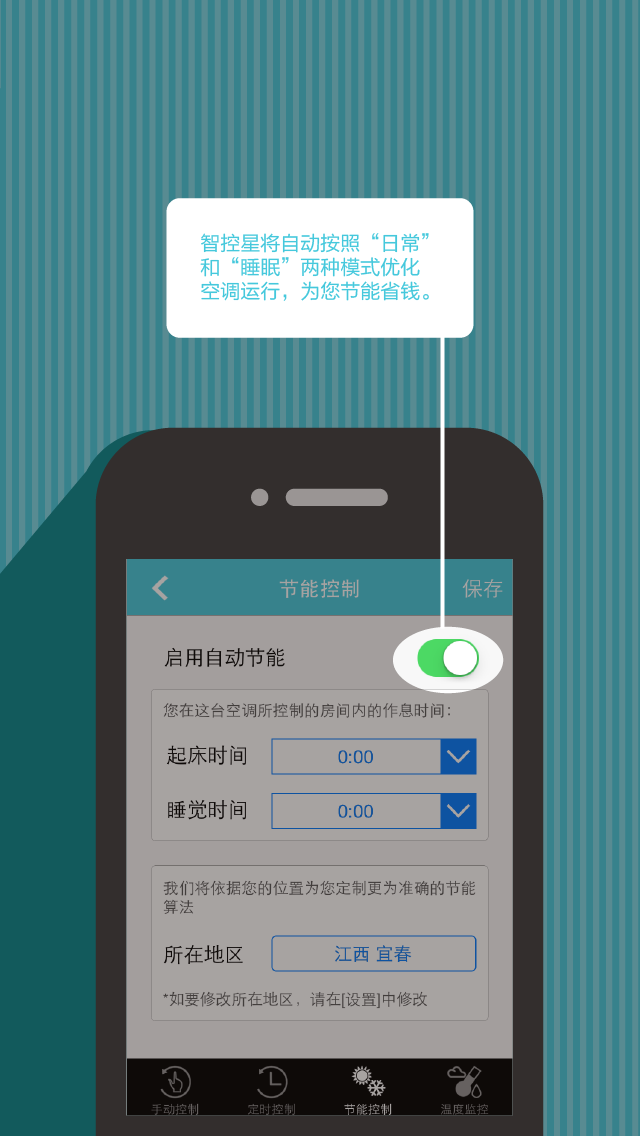 智控星将自动按照“日常”
和“睡眠”两种模式优化
空调运行，为您节能省钱。
节能控制
保存
启用自动节能
您在这台空调所控制的房间内的作息时间：
起床时间
0:00
睡觉时间
0:00
我们将依据您的位置为您定制更为准确的节能
算法
所在地区
江西 宜春
*如要修改所在地区，请在[设置]中修改
手动控制
定时控制
节能控制
温度监控